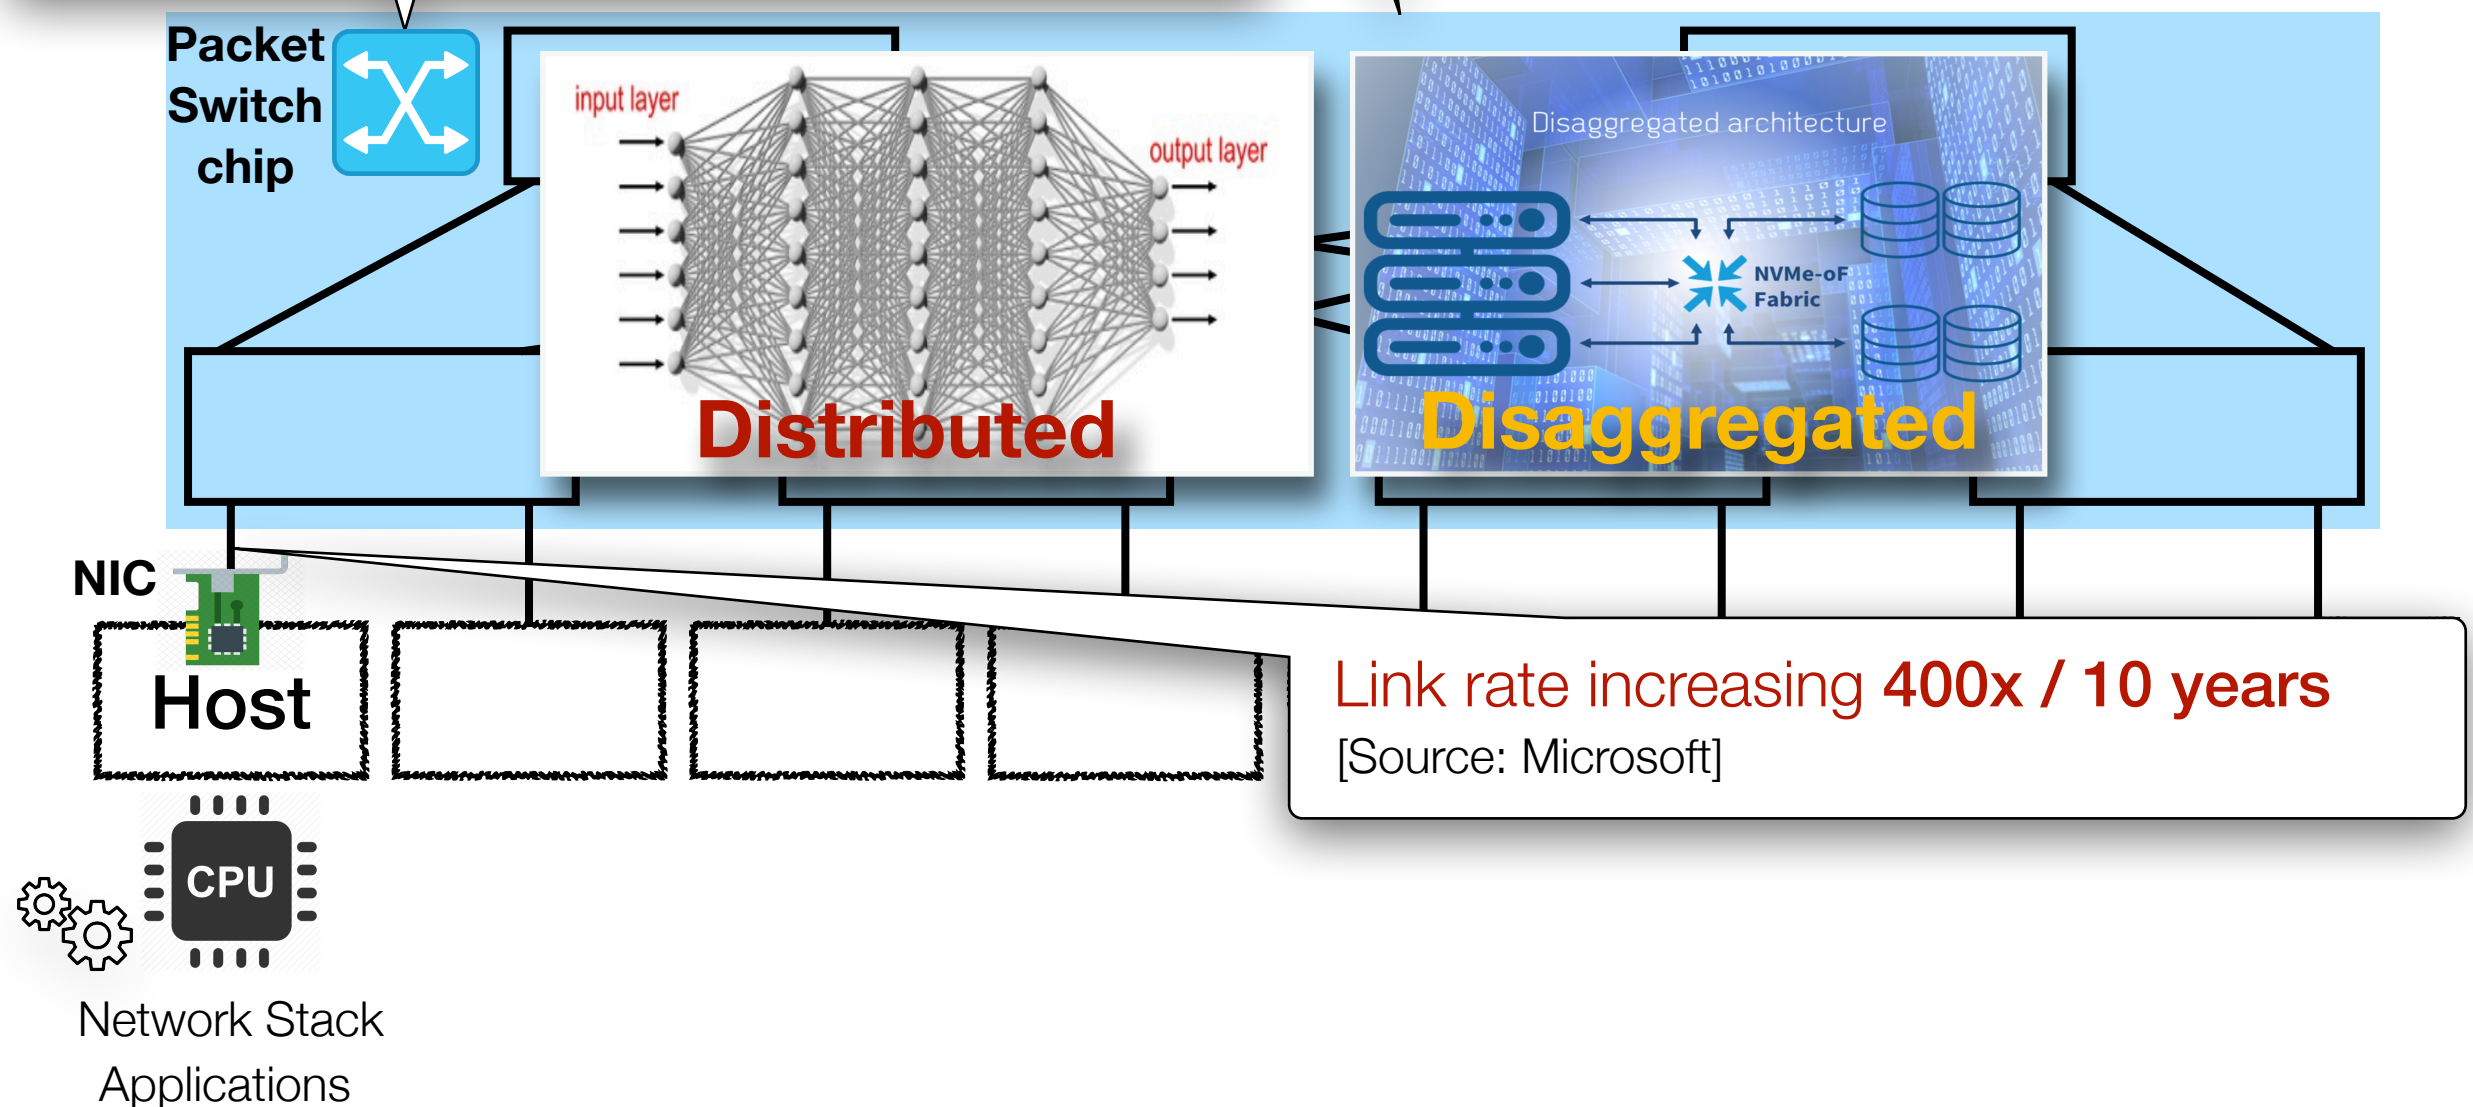 Packet
Switch
chip
input layer
output layer
Distributed
Disaggregated architecture
NVMe-oF
Fabric
Disaggregated
NIC
Host
Link rate increasing 400x / 10 years
[Source: Microsoft]
CPU
Network Stack
Applications